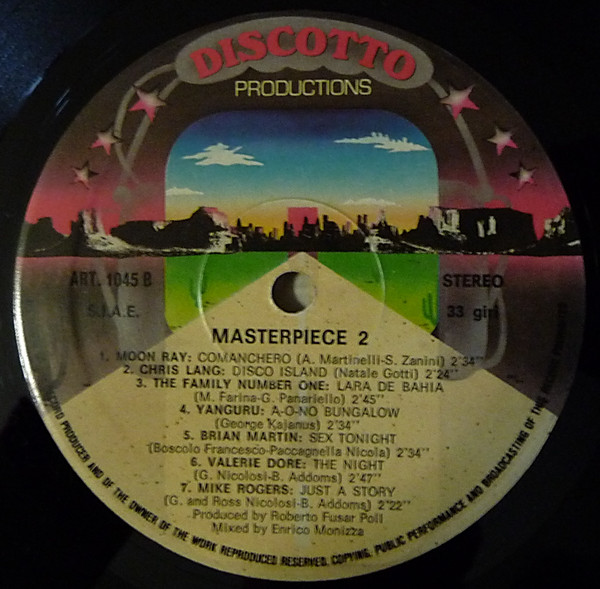 DISCOTTO
PRODUCTIONS
ART. 1045 B
STEREO
S.I.A.E.
33 giri
MASTERPIECE 2
1. MOON RAY: COMANCHERO (A. Martinelli-S. Zanini) 2'34"
2. CHRIS LANG: DISCO ISLAND (Natale Gotti) 2'24"
3. THE FAMILY NUMBER ONE: LARA DE BAHIA
(M. Farina-G. Panariello) 2'45"
4. YANGURU: A-O-NO BUNGALOW
(George Kajanus) 2'34"
5. BRIAN MARTIN: SEX TONIGHT
(Boscolo Francesco-Paccagnella Nicola) 2'34"
6. VALERIE DORE: THE NIGHT
(G. Nicolosi-B. Addoms) 2'47"
7. MIKE ROGERS: JUST A STORY
(G. and Ross Nicolosi-B. Addoms) 2'22"
Produced by Roberto Fusar Poli
Mixed by Enrico Monizza
RECORD PRODUCER AND OF THE OWNER OF THE WORK REPRODUCED RESERVED. COPYING, PUBLIC PERFORMANCE AND BROADCASTING OF THIS RECORD PROHIBITED